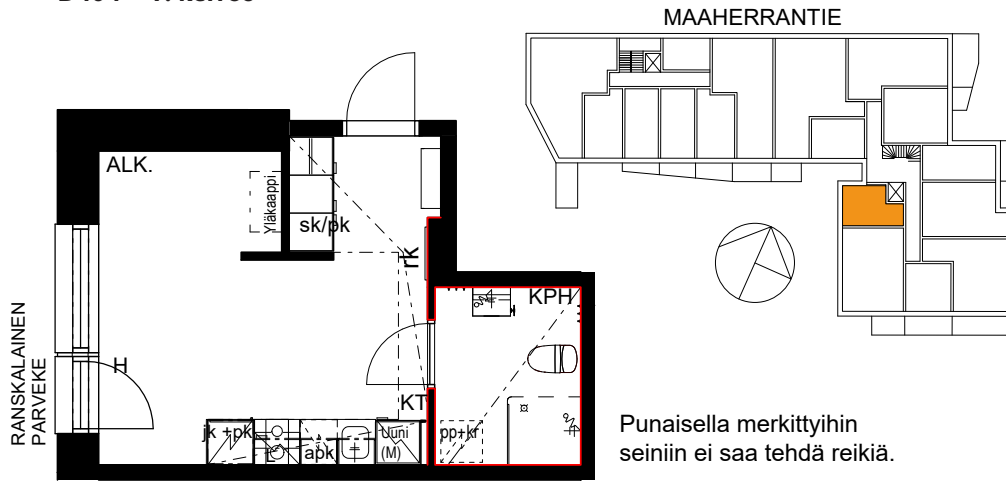 MAAHERRANTIE
ALK.
Yläkaappi
sk/pk
rk
KPH
RANSKALAINEN
PARVEKE
H
KT
jk +pk
L
apk
Uuni
(M)
pp+kr
Punaisella merkittyihin
seiniin ei saa tehdä reikiä.